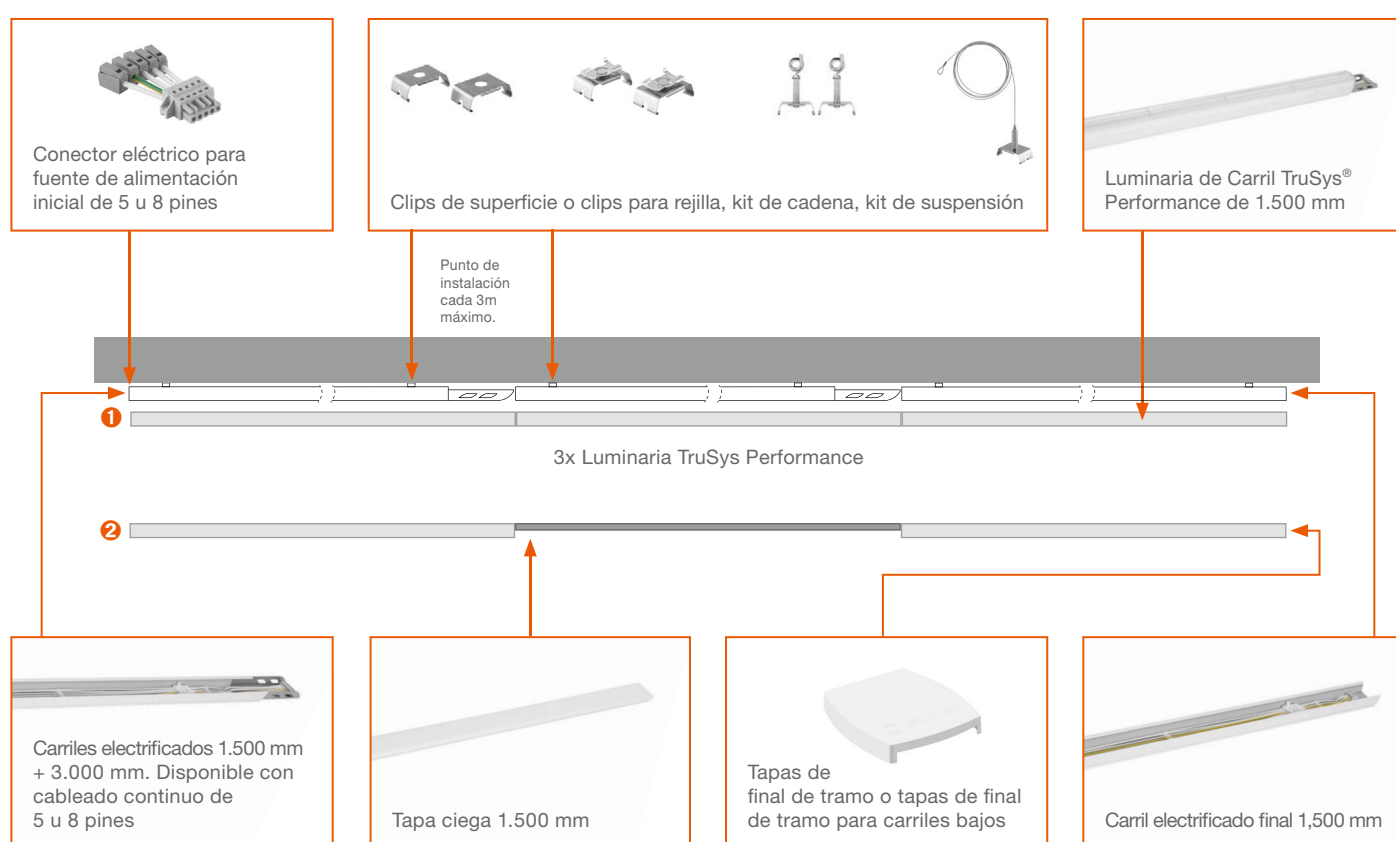 Conector eléctrico para
fuente de alimentación
inicial de 5 u 8 pines
Clips de superficie o clips para rejilla, kit de cadena, kit de suspensión
Luminaria de Carril TruSys®
Performance de 1.500 mm
Punto de
instalación
cada 3m
máximo.
1
3x Luminaria TruSys Performance
2
Carriles electrificados 1.500 mm
+ 3.000 mm. Disponible con
cableado continuo de
5 u 8 pines
Tapa ciega 1.500 mm
Tapas de
final de tramo o tapas de final
de tramo para carriles bajos
Carril electrificado final 1,500 mm